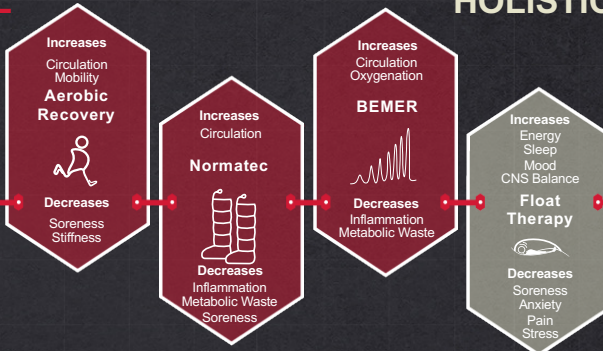 HOLISTIC
Increases
Circulation
Mobility
Aerobic
Recovery
Decreases
Soreness
Stiffness
Increases
Circulation
Normatec
Decreases
Inflammation
Metabolic Waste
Soreness
Increases
Circulation
Oxygenation
BEMER
Decreases
Inflammation
Metabolic Waste
Increases
Energy
Sleep
Mood
CNS Balance
Float
Therapy
Decreases
Soreness
Anxiety
Pain
Stress